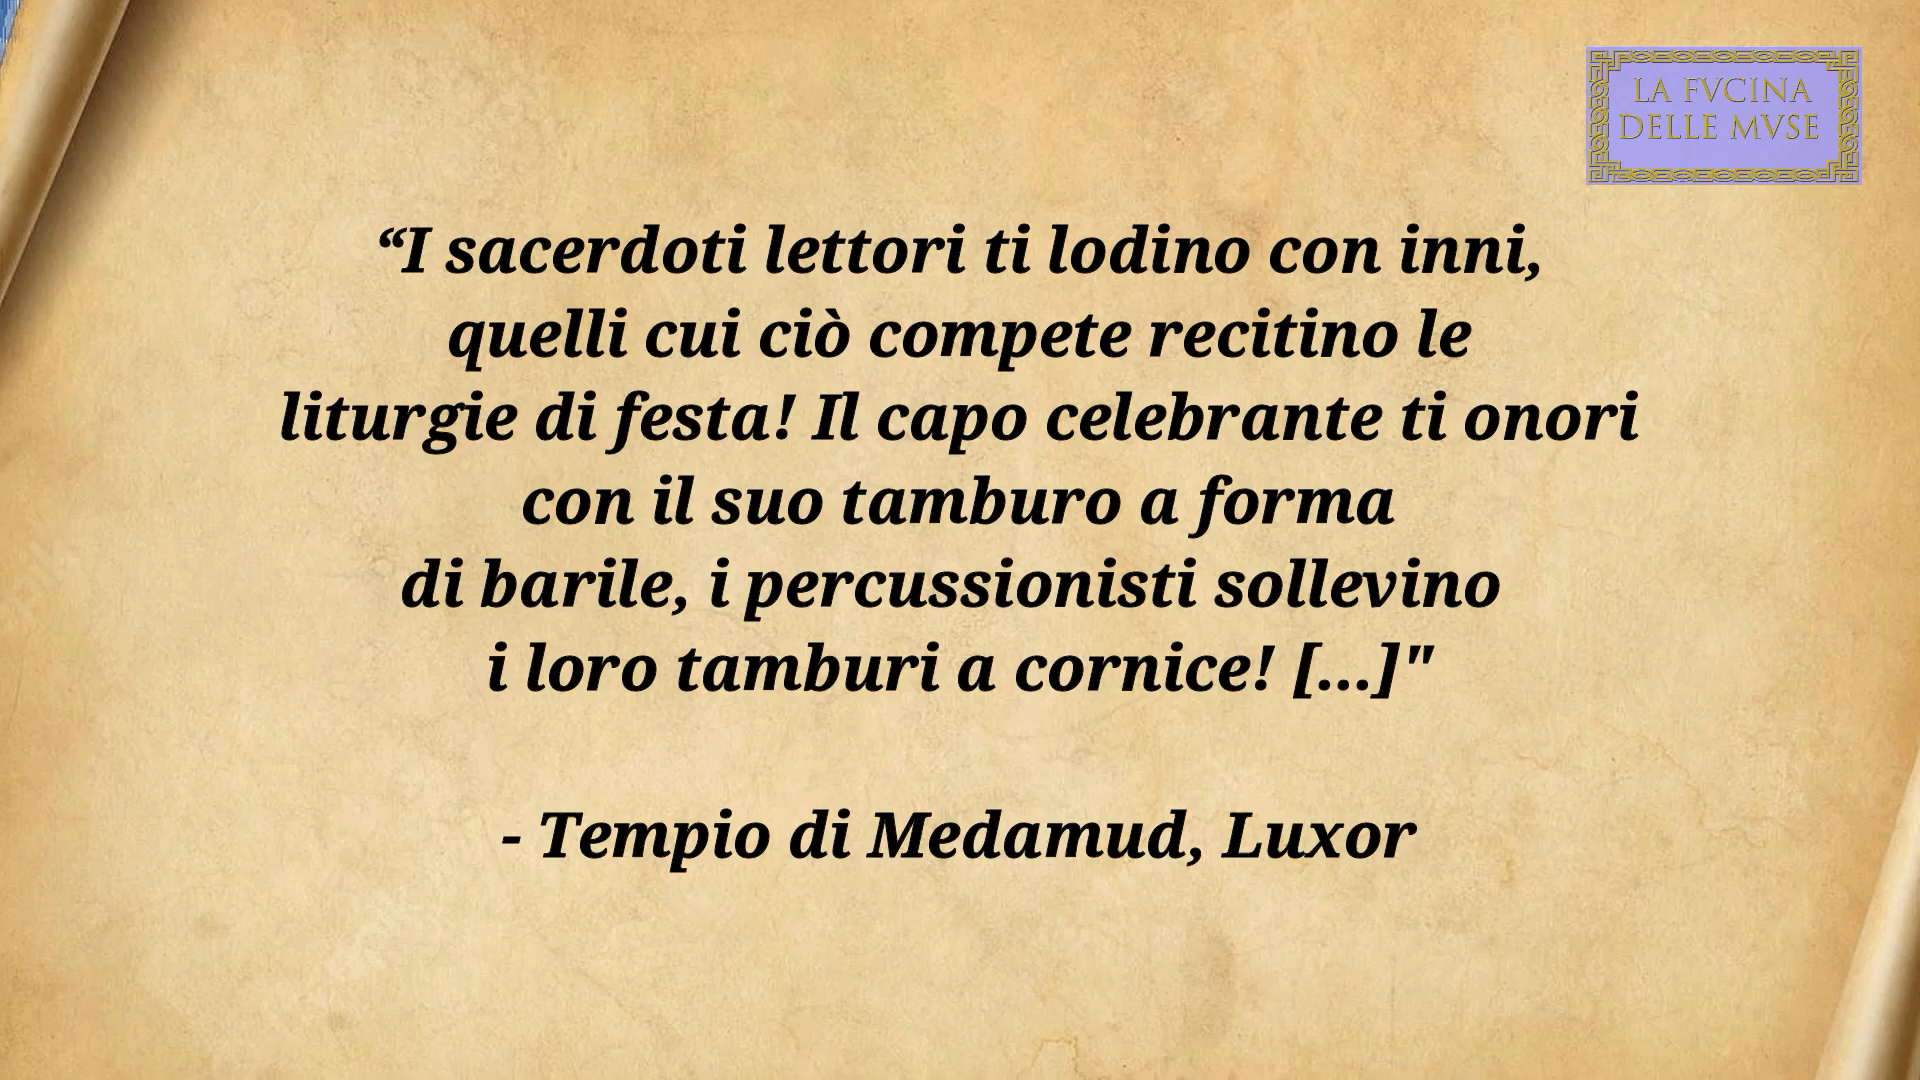 LA FVCINA
DELLE MVSE
“I sacerdoti lettori ti lodino con inni,
quelli cui ciò compete recitino le
liturgie di festa! Il capo celebrante ti onori
con il suo tamburo a forma
di barile, i percussionisti sollevino
i loro tamburi a cornice! [...]"
- Tempio di Medamud, Luxor